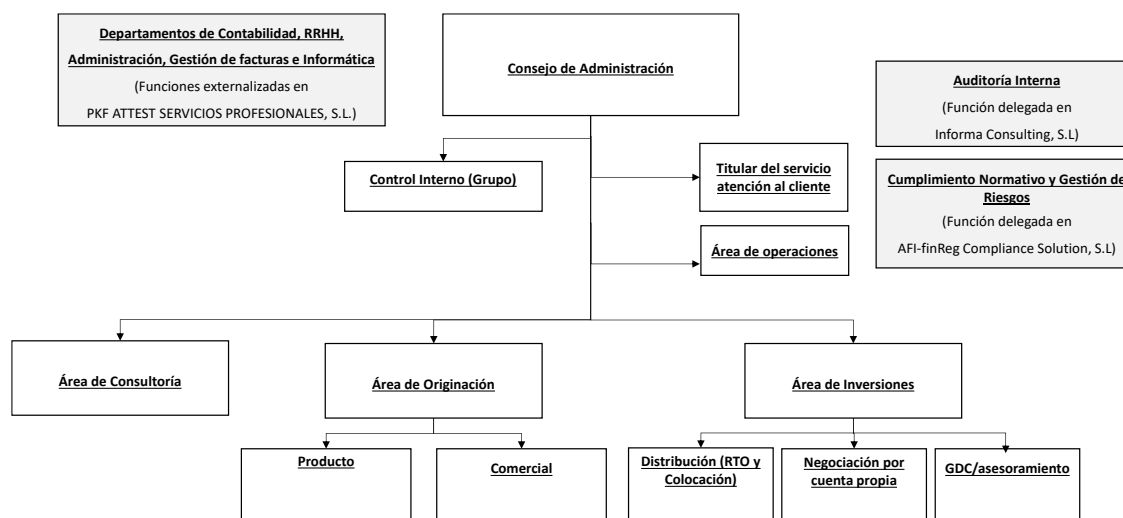 Departamentos de Contabilidad, RRHH,
Administración, Gestión de facturas e Informática
(Funciones externalizadas en
PKF ATTEST SERVICIOS PROFESIONALES, S.L.)
Consejo de Administración
Auditoría Interna
(Función delegada en
Informa Consulting, S.L)
Control Interno (Grupo)
Titular del servicio
atención al cliente
Cumplimiento Normativo y Gestión de
Riesgos
(Función delegada en
AFI-finReg Compliance Solution, S.L)
Área de operaciones
Área de Consultoría
Área de Originación
Área de Inversiones
Producto
Comercial
Distribución (RTO y
Colocación)
Negociación por
cuenta propia
GDC/asesoramiento